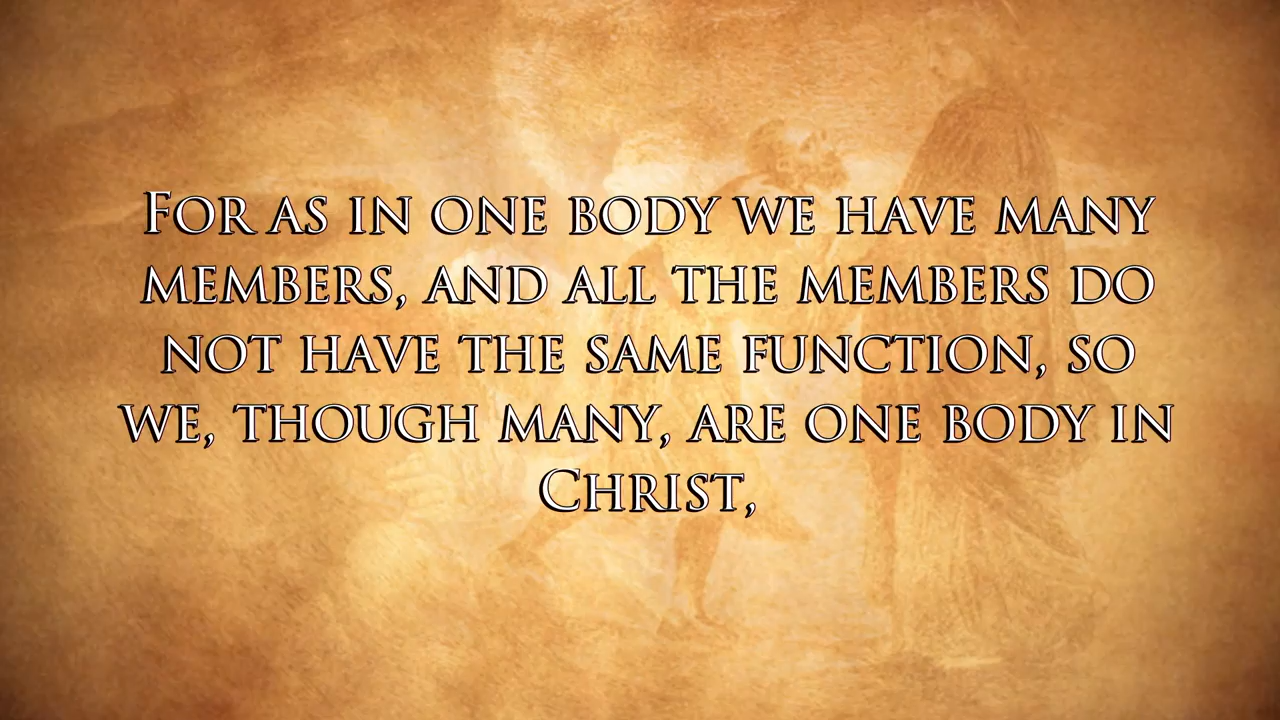 For as in one body we have many
members, and all the members do
not have the same function, so
we, though many, are one body in
Christ,